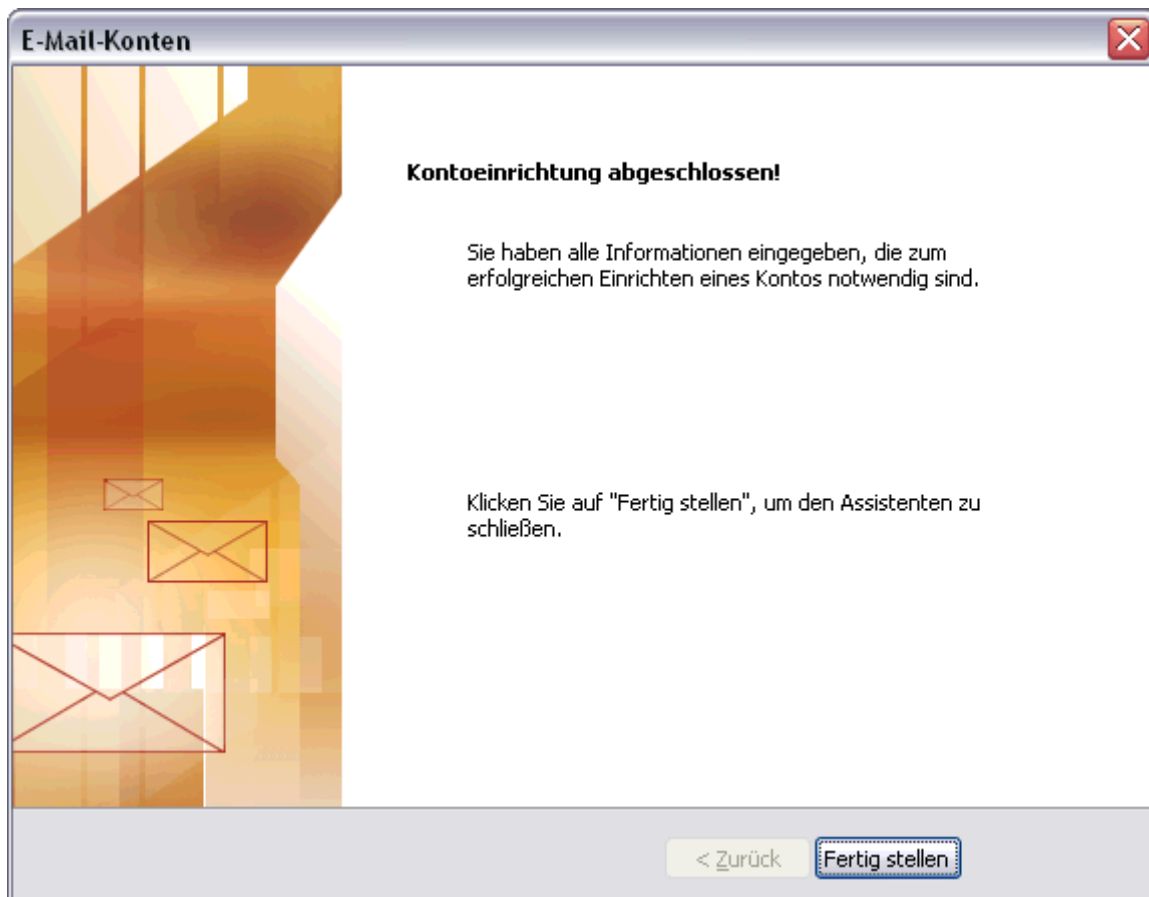 E-Mail-Konten
Kontoeinrichtung abgeschlossen!
Sie haben alle Informationen eingegeben, die zum
erfolgreichen Einrichten eines Kontos notwendig sind.
Klicken Sie auf "Fertig stellen", um den Assistenten zu
schließen.
< Zurück
Fertig stellen